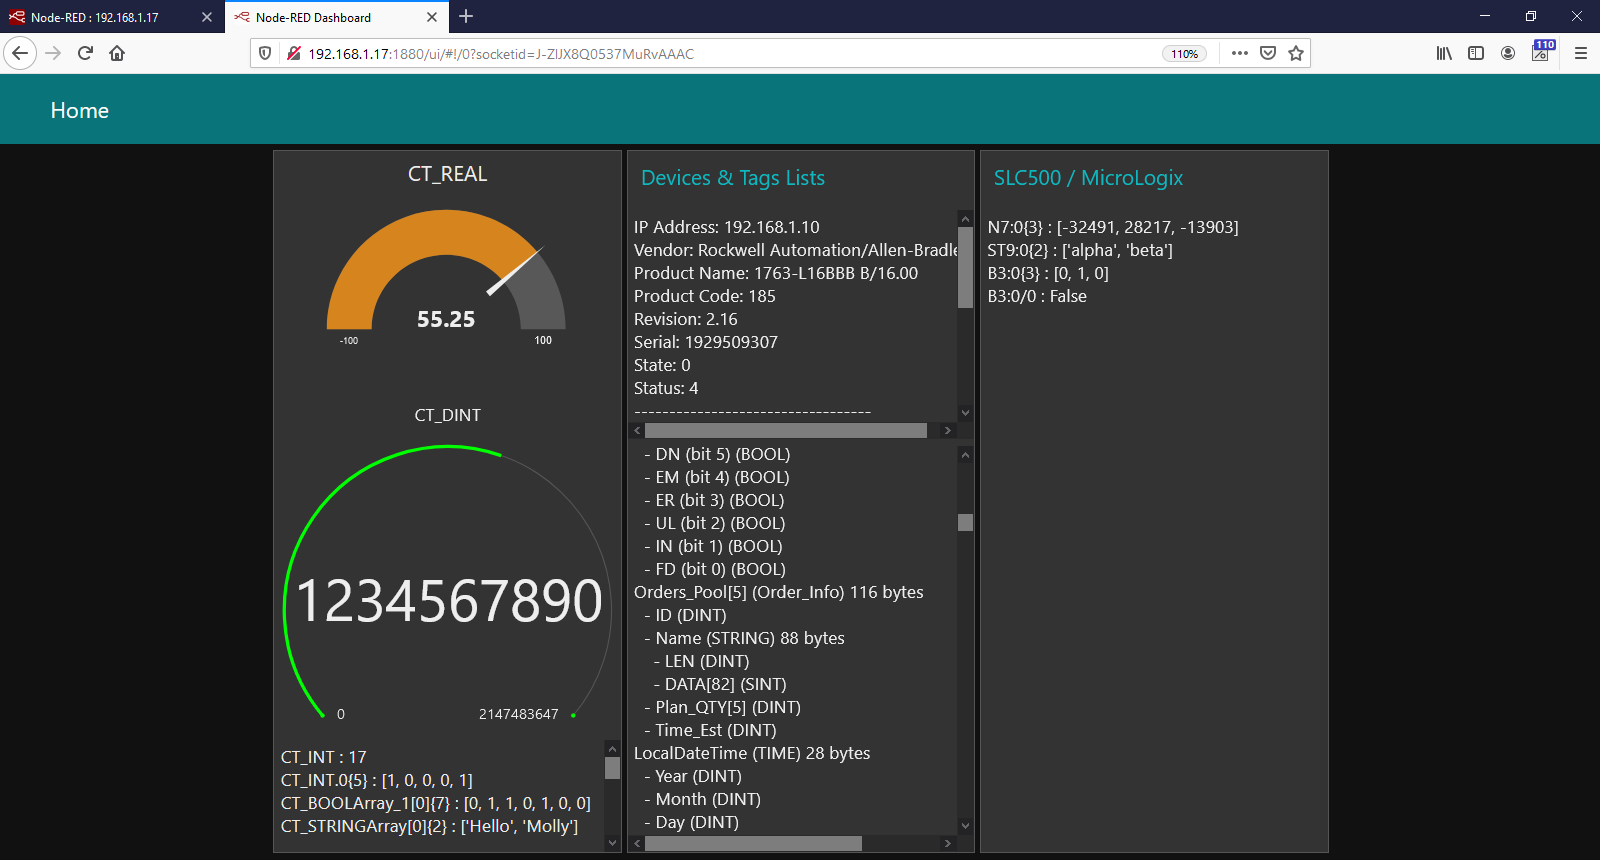 Node-RED : 192.168.1.17
Node-RED Dashboard
192.168.1.17:1880/ui/#!/0?socketid=J-ZIJX8Q0537MuRvAAAC
110%
110
Home
CT_REAL
55.25
-100
100
CT_DINT
1234567890
0
2147483647
CT_INT : 17
CT_INT.0{5} : [1, 0, 0, 0, 1]
CT_BOOLArray_1[0]{7} : [0, 1, 1, 0, 1, 0, 0]
CT_STRINGArray[0]{2} : ['Hello', 'Molly']
Devices & Tags Lists
IP Address: 192.168.1.10
Vendor: Rockwell Automation/Allen-Bradle
Product Name: 1763-L16BBB B/16.00
Product Code: 185
Revision: 2.16
Serial: 1929509307
State: 0
Status: 4
----------------------------------
- DN (bit 5) (BOOL)
- EM (bit 4) (BOOL)
- ER (bit 3) (BOOL)
- UL (bit 2) (BOOL)
- IN (bit 1) (BOOL)
- FD (bit 0) (BOOL)
Orders_Pool[5] (Order_Info) 116 bytes
- ID (DINT)
- Name (STRING) 88 bytes
- LEN (DINT)
- DATA[82] (SINT)
- Plan_QTY[5] (DINT)
- Time_Est (DINT)
LocalDateTime (TIME) 28 bytes
- Year (DINT)
- Month (DINT)
- Day (DINT)
SLC500 / MicroLogix
N7:0{3} : [-32491, 28217, -13903]
ST9:0{2} : ['alpha', 'beta']
B3:0{3} : [0, 1, 0]
B3:0/0 : False